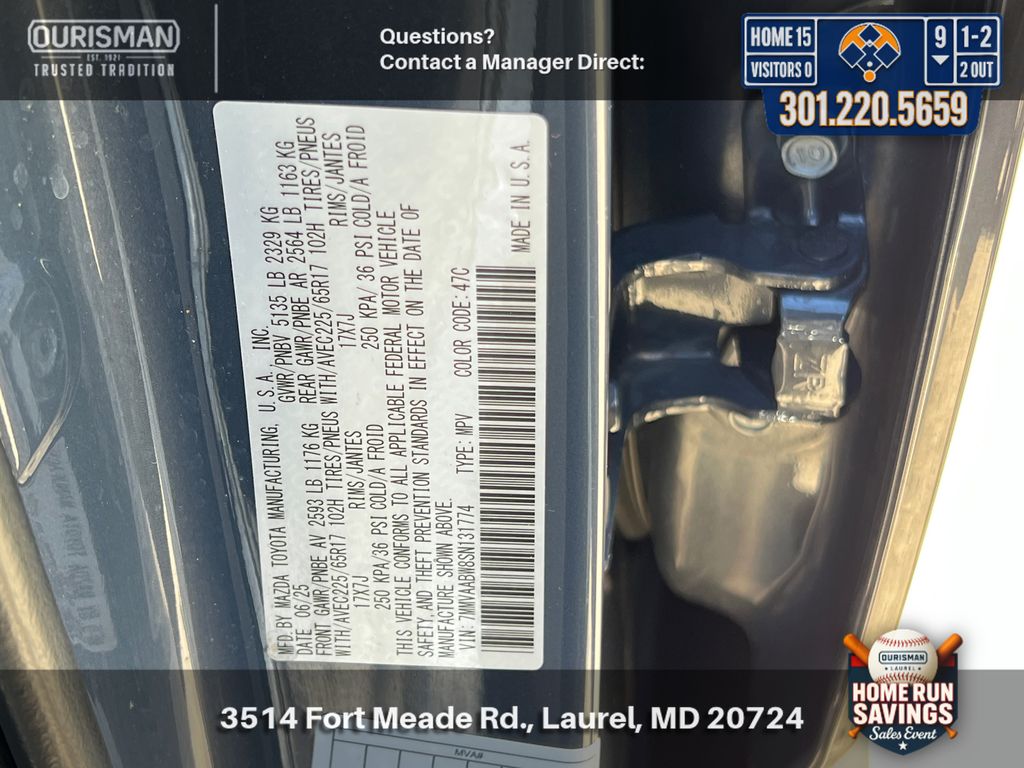 OURISMAN
EST. 1921
TRUSTED TRADITION
Questions?
Contact a Manager Direct:
HOME 15
VISITORS 0
9
1-2
2 OUT
301.220.5659
MFD.BY MAZDA TOYOTA MANUFACTURING, U.S.A., INC.
DATE 06/25 GVWR/PNBV 5135 LB 2329 KG
FRONT GAWR/PNBE AV 2593 LB 1176 KG REAR GAWR/PNBE AR 2564 LB 1163 KG
WITH/AVEC225/65R17 102H TIRES/PNEUS WITH/AVEC225/65R17 102H TIRES/PNEUS
17X7J RIMS/JANTES 17X7J RIMS/JANTES
250 KPA/36 PSI COLD/A FROID 250 KPA/ 36 PSI COLD/A FROID
THIS VEHICLE CONFORMS TO ALL APPLICABLE FEDERAL MOTOR VEHICLE
SAFETY AND THEFT PREVENTION STANDARDS IN EFFECT ON THE DATE OF
MANUFACTURE SHOWN ABOVE.
VIN:7MMVAABW8SN131774 TYPE:MPV COLOR CODE:47C
MADE IN U.S.A.
10
MVA#
OURISMAN
LAUREL
HOME RUN
SAVINGS
Sales Event
3514 Fort Meade Rd., Laurel, MD 20724